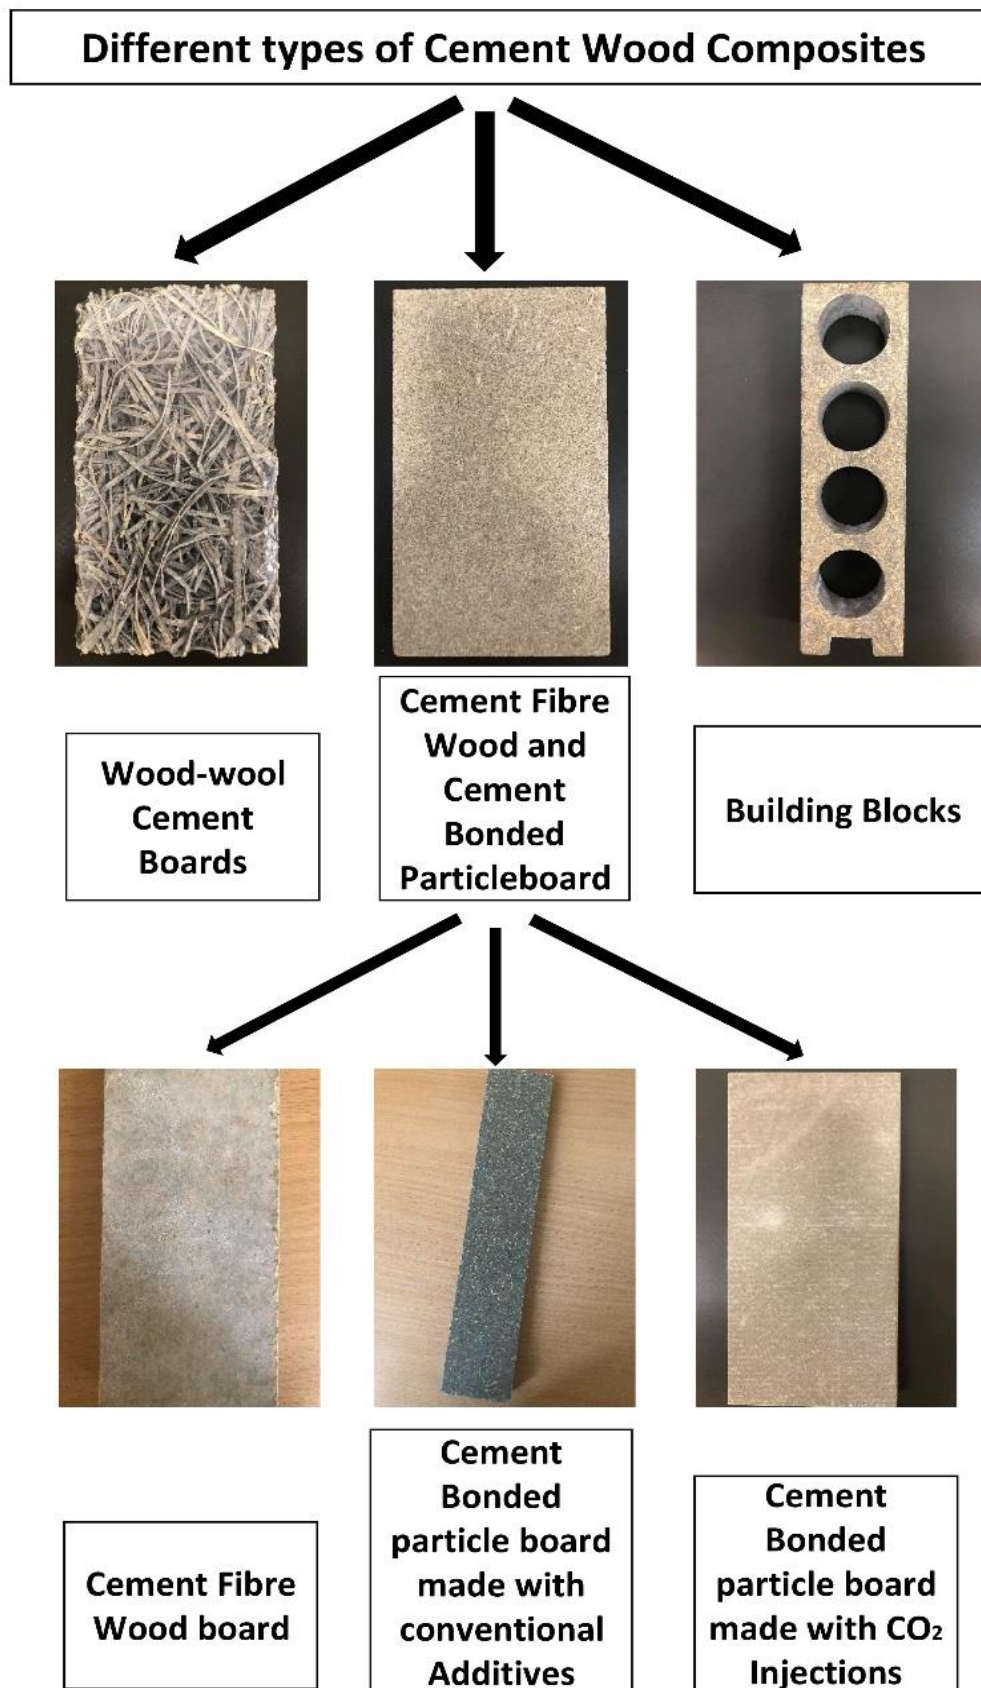 Different types of Cement Wood Composites
Wood-wool
Cement
Boards
Cement Fibre
Wood and
Cement
Bonded
Particleboard
Building Blocks
Cement Fibre
Wood board
Cement
Bonded
particle board
made with
conventional
Additives
Cement
Bonded
particle board
made with CO₂
Injections